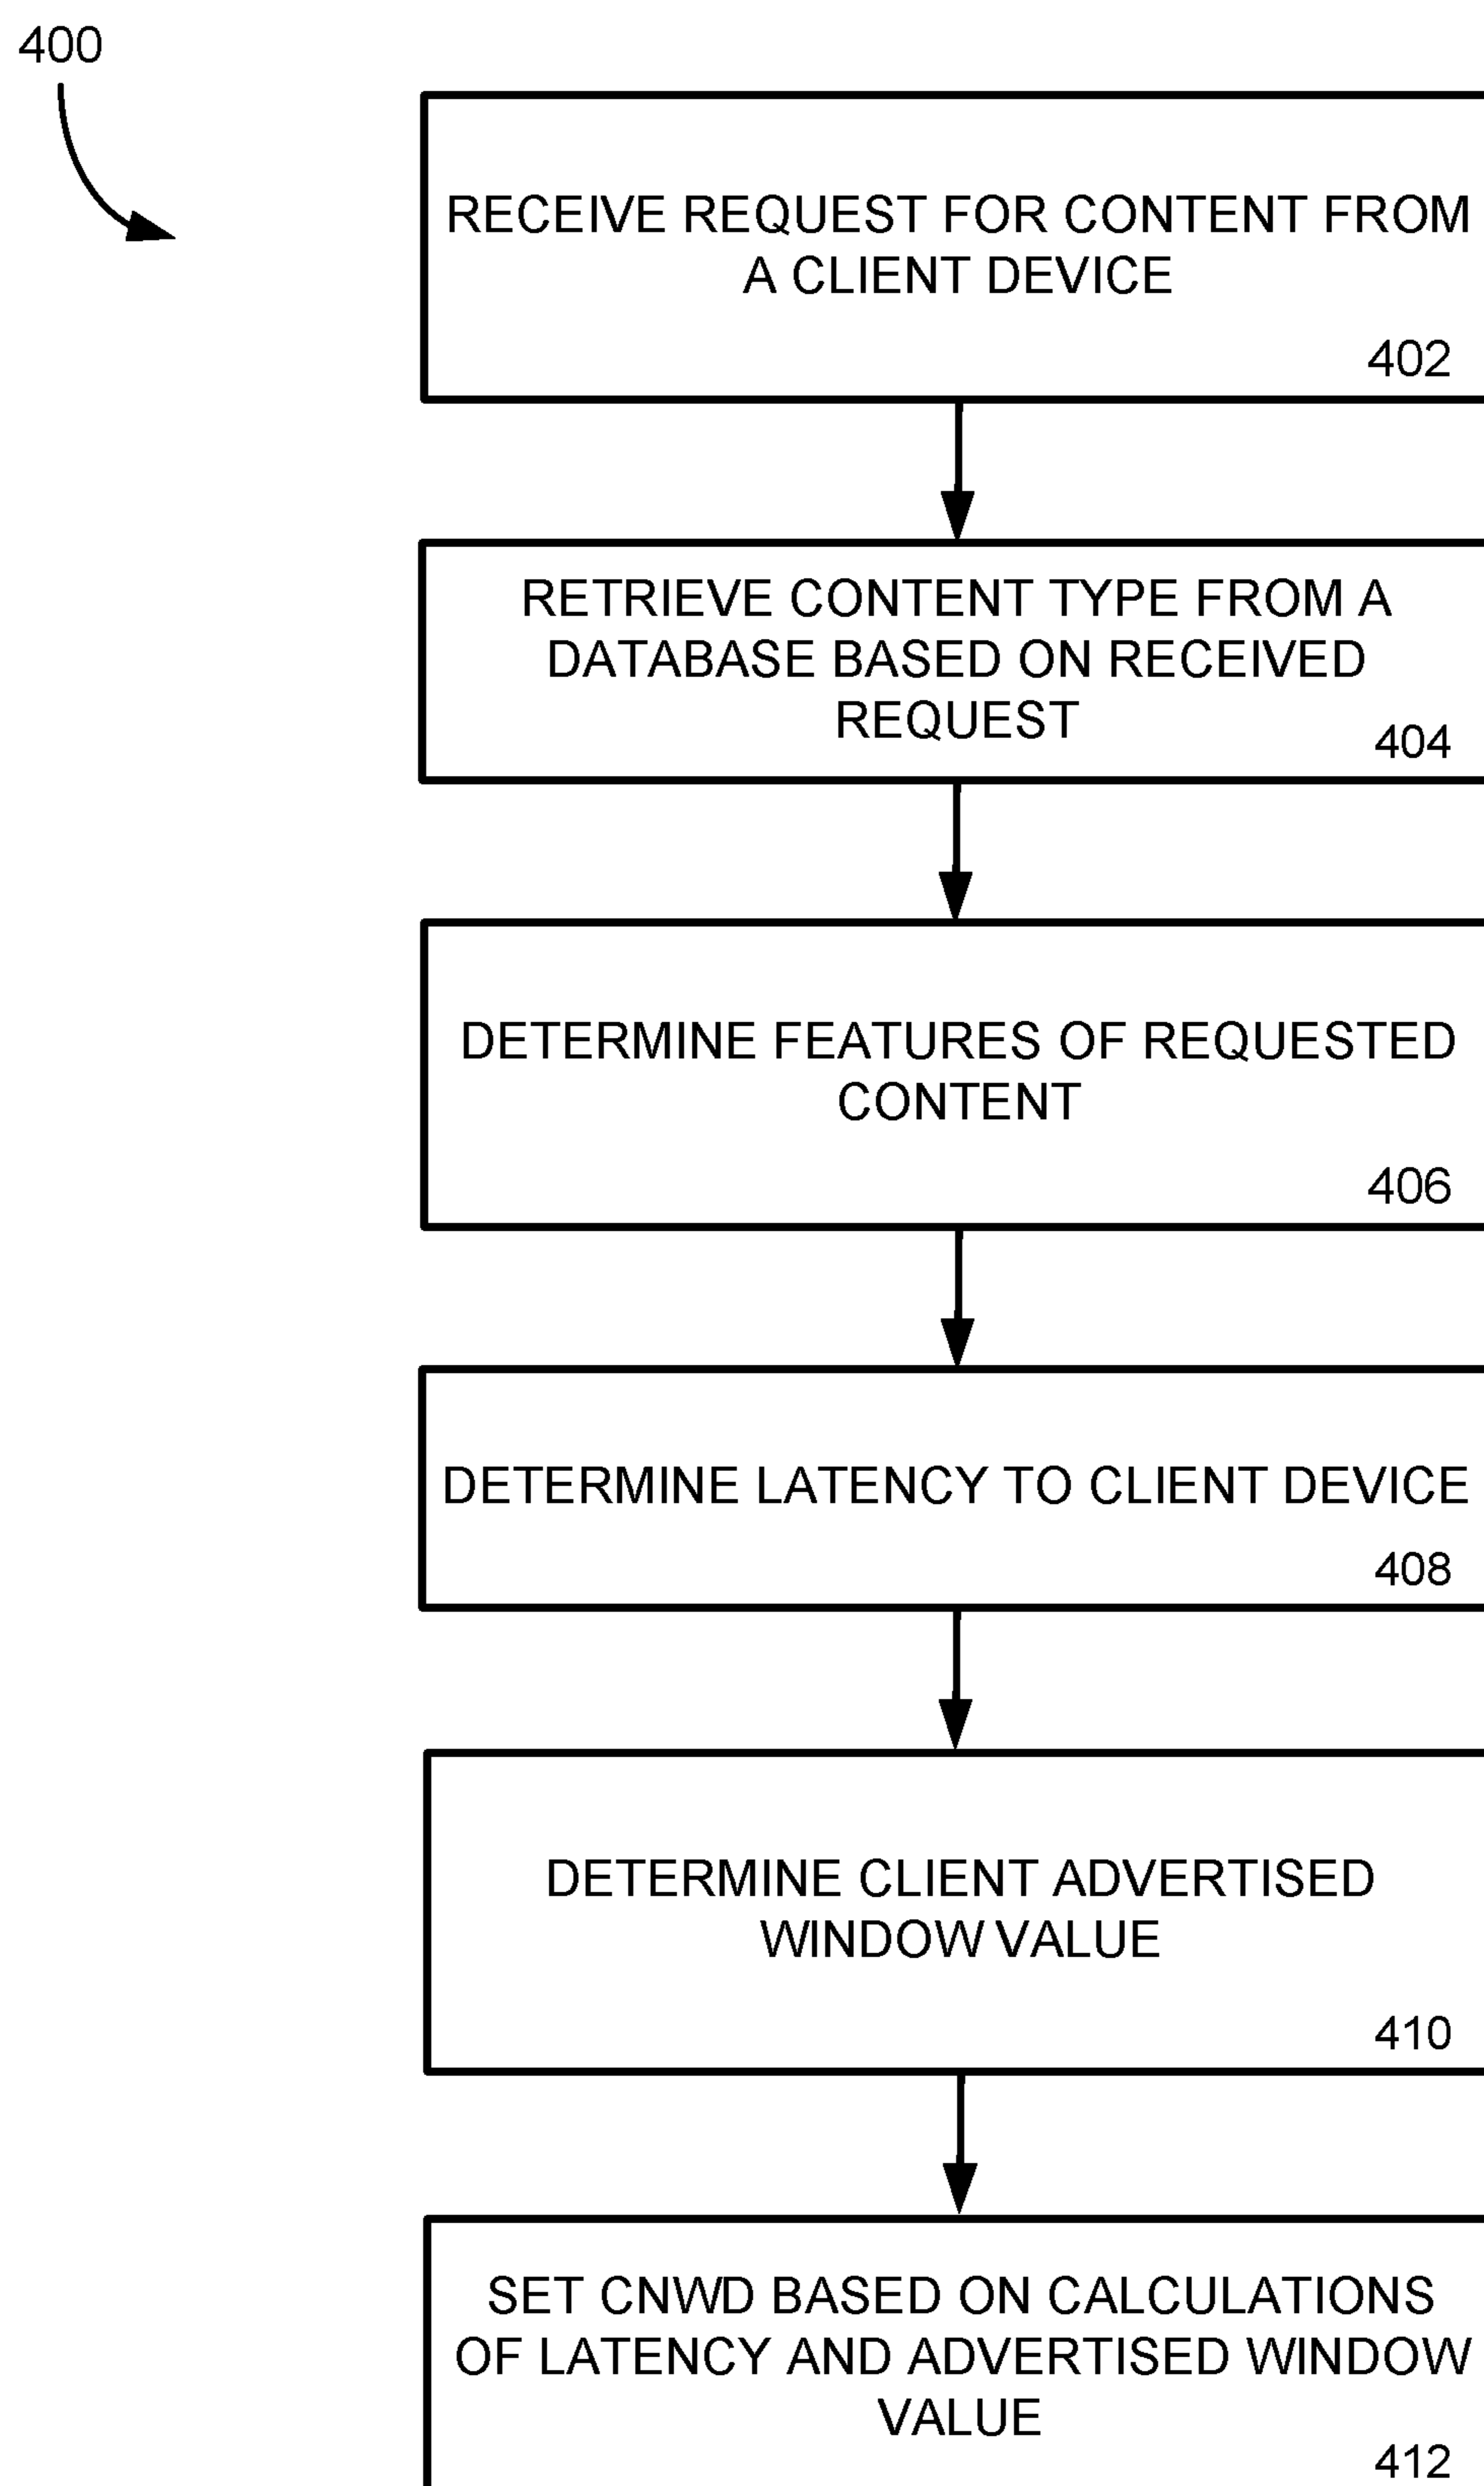 400
RECEIVE REQUEST FOR CONTENT FROM
A CLIENT DEVICE
402
RETRIEVE CONTENT TYPE FROM A
DATABASE BASED ON RECEIVED
REQUEST
404
DETERMINE FEATURES OF REQUESTED
CONTENT
406
DETERMINE LATENCY TO CLIENT DEVICE
408
DETERMINE CLIENT ADVERTISED
WINDOW VALUE
410
SET CNWD BASED ON CALCULATIONS
OF LATENCY AND ADVERTISED WINDOW
VALUE
412